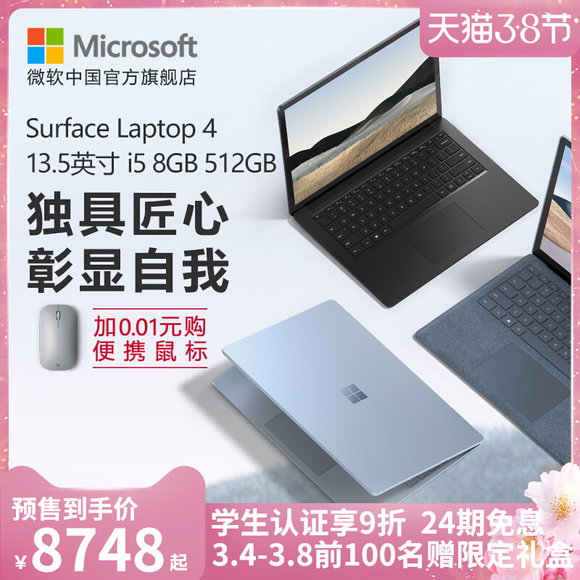 Microsoft
天猫3.8节
微软中国官方旗舰店
Surface Laptop 4
13.5英寸 i5 8GB 512GB
独具匠心
彰显自我
加0.01元购
便携鼠标
预售到手价
¥8748起
学生认证享9折 24期免息
3.4-3.8前100名赠限定礼盒